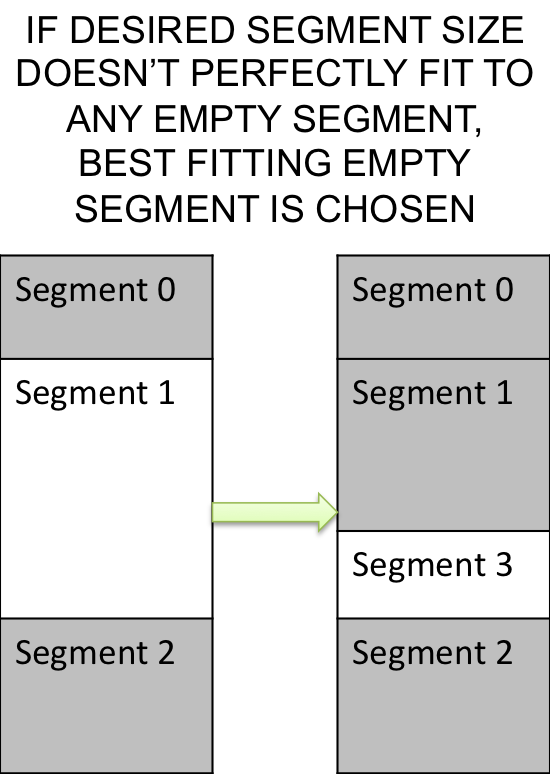 IF DESIRED SEGMENT SIZE
DOESN’T PERFECTLY FIT TO
ANY EMPTY SEGMENT,
BEST FITTING EMPTY
SEGMENT IS CHOSEN
Segment 0
Segment 1
Segment 2
Segment 0
Segment 1
Segment 3
Segment 2